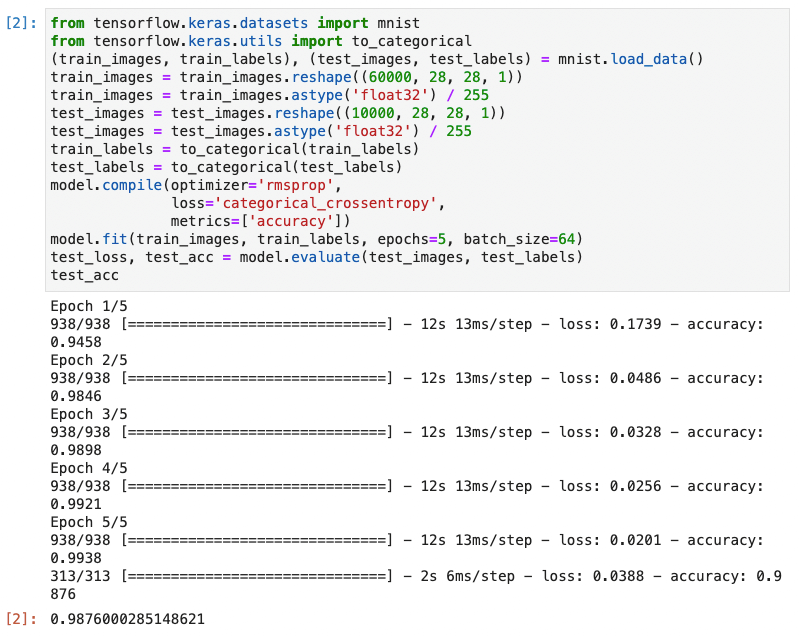 [2]: from tensorflow.keras.datasets import mnist
from tensorflow.keras.utils import to_categorical
(train_images, train_labels), (test_images, test_labels) = mnist.load_data()
train_images = train_images.reshape((60000, 28, 28, 1))
train_images = train_images.astype('float32') / 255
test_images = test_images.reshape((10000, 28, 28, 1))
test_images = test_images.astype('float32') / 255
train_labels = to_categorical(train_labels)
test_labels = to_categorical(test_labels)
model.compile(optimizer='rmsprop',
              loss='categorical_crossentropy',
              metrics=['accuracy'])
model.fit(train_images, train_labels, epochs=5, batch_size=64)
test_loss, test_acc = model.evaluate(test_images, test_labels)
test_acc
Epoch 1/5
938/938 [==============================] - 12s 13ms/step - loss: 0.1739 - accuracy:
0.9458
Epoch 2/5
938/938 [==============================] - 12s 13ms/step - loss: 0.0486 - accuracy:
0.9846
Epoch 3/5
938/938 [==============================] - 12s 13ms/step - loss: 0.0328 - accuracy:
0.9898
Epoch 4/5
938/938 [==============================] - 12s 13ms/step - loss: 0.0256 - accuracy:
0.9921
Epoch 5/5
938/938 [==============================] - 12s 13ms/step - loss: 0.0201 - accuracy:
0.9938
313/313 [==============================] - 2s 6ms/step - loss: 0.0388 - accuracy: 0.9
876
[2]: 0.9876000285148621